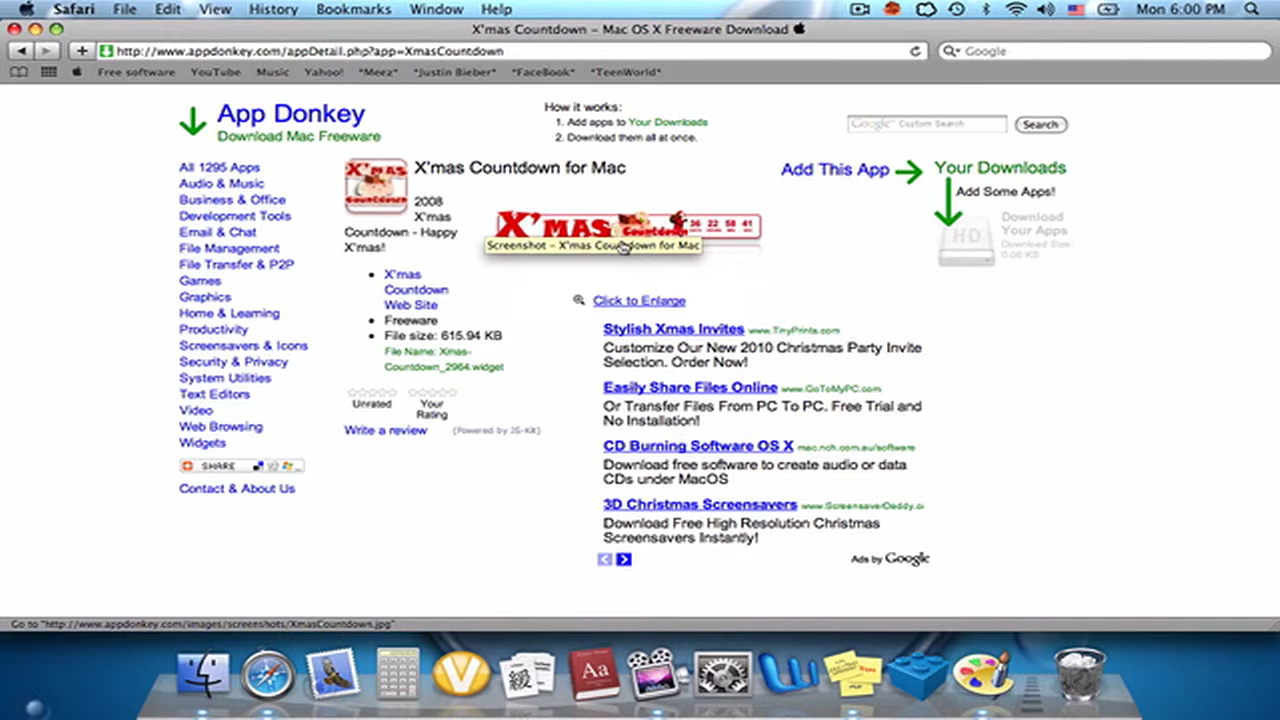 Safari File Edit View History Bookmarks Window Help Mon 6:00 PM
X'mas Countdown – Mac OS X Freeware Download
http://www.appdonkey.com/appDetail.php?app=XmasCountdown Google
Free software YouTube Music Yahoo! *Meez* *Justin Bieber* *FaceBook* *TeenWorld*
App Donkey
Download Mac Freeware
How it works:
1. Add apps to Your Downloads
2. Download them all at once.
Google Custom Search Search
All 1295 Apps
Audio & Music
Business & Office
Development Tools
Email & Chat
File Management
File Transfer & P2P
Games
Graphics
Home & Learning
Productivity
Screensavers & Icons
Security & Privacy
System Utilities
Text Editors
Video
Web Browsing
Widgets
SHARE
Contact & About Us
X'MAS
Countdown
X'mas Countdown for Mac
2008
X'mas
Countdown - Happy
X'mas!
X'mas
Countdown
Web Site
Freeware
File size: 615.94 KB
File Name: Xmas-
Countdown_2964.widget
Unrated
Your
Rating
Write a review (Powered by JS-Kit)
X'MAS Countdown 36 22 58 41
Screenshot – X'mas Countdown for Mac
Click to Enlarge
Stylish Xmas Invites www.TinyPrints.com
Customize Our New 2010 Christmas Party Invite
Selection. Order Now!
Easily Share Files Online www.GoToMyPC.com
Or Transfer Files From PC To PC. Free Trial and
No Installation!
CD Burning Software OS X mac.nch.com.au/software
Download free software to create audio or data
CDs under MacOS
3D Christmas Screensavers www.ScreensaverDaddy.co
Download Free High Resolution Christmas
Screensavers Instantly!
Ads by Google
Add This App
Your Downloads
Add Some Apps!
HD
Download
Your Apps
Download Size:
0.00 KB
Go to "http://www.appdonkey.com/images/screenshots/XmasCountdown.jpg"
Aa